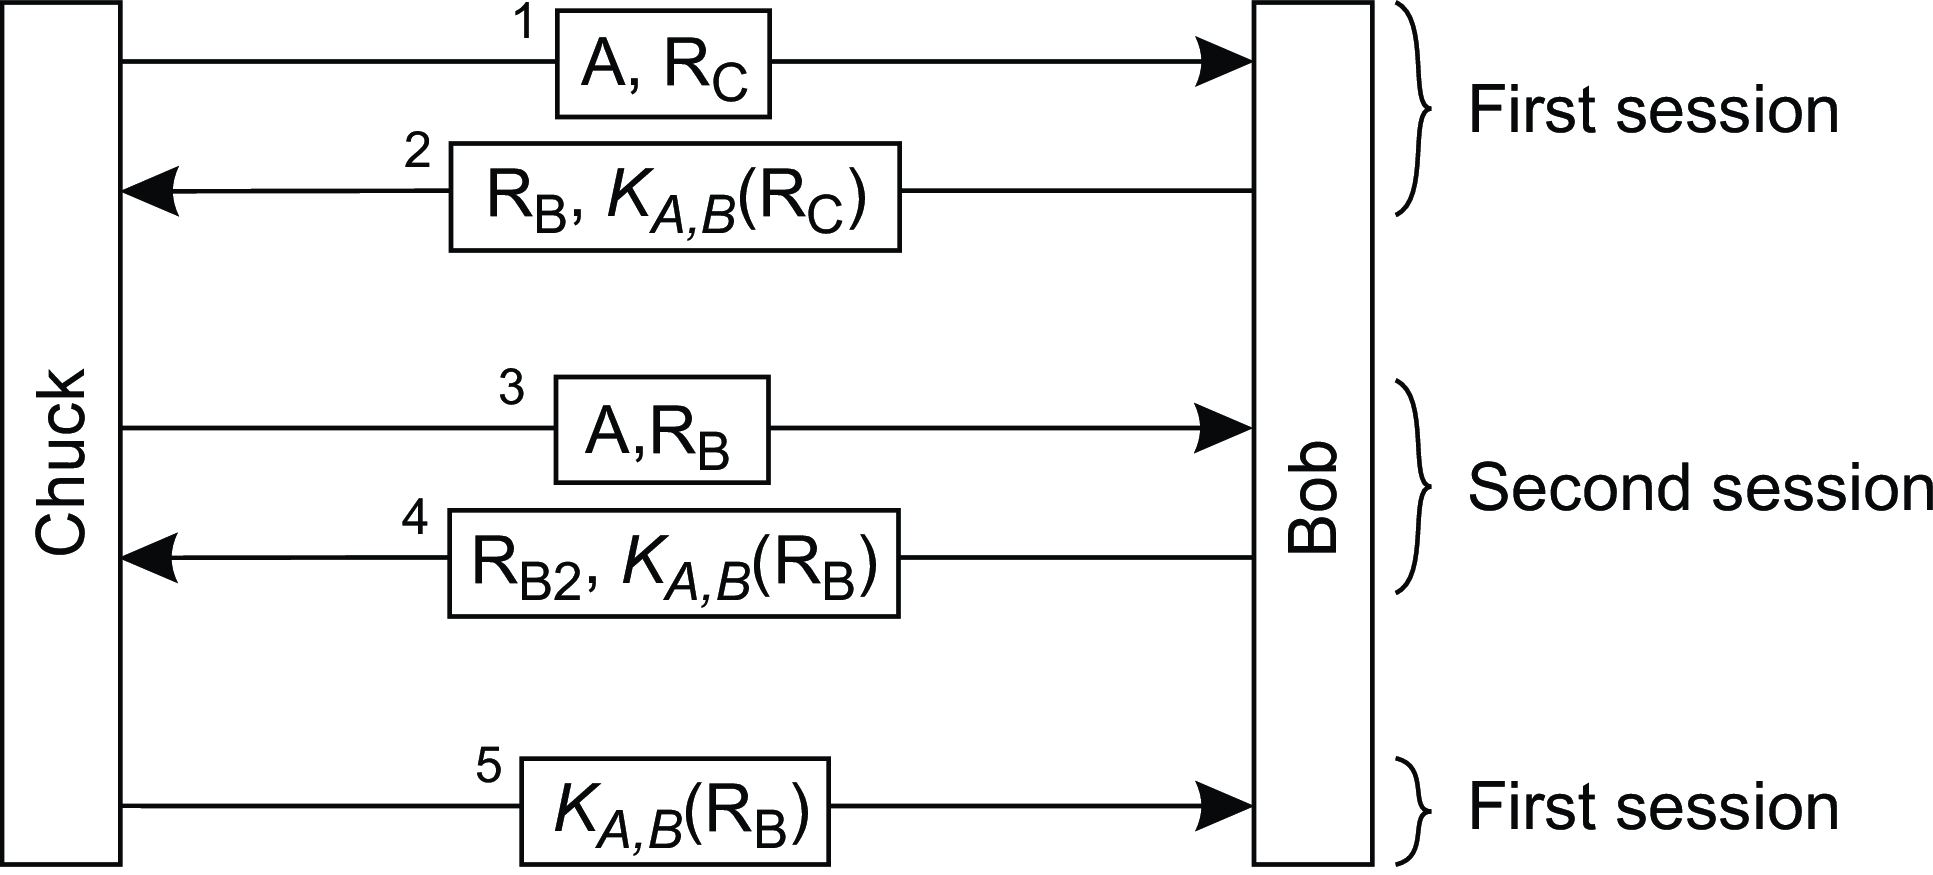 1
A, R_C
First session
2
R_B, K_A,B(R_C)
Chuck
3
A,R_B
Bob
Second session
4
R_B2, K_A,B(R_B)
5
K_A,B(R_B)
First session